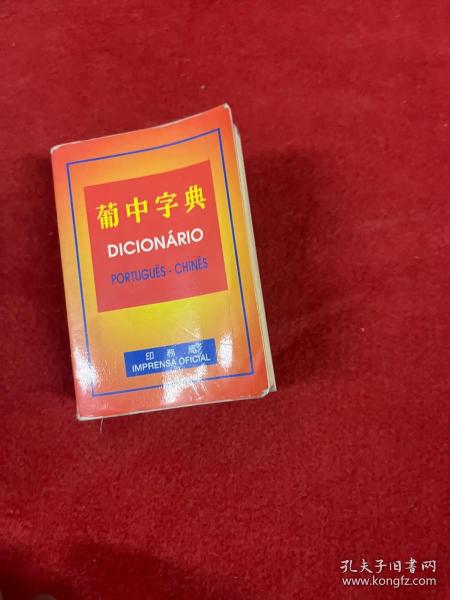 葡中字典
DICIONÁRIO
PORTUGUÊS - CHINÊS
印務局
IMPRENSA OFICIAL
孔夫子旧书网
www.kongfz.com